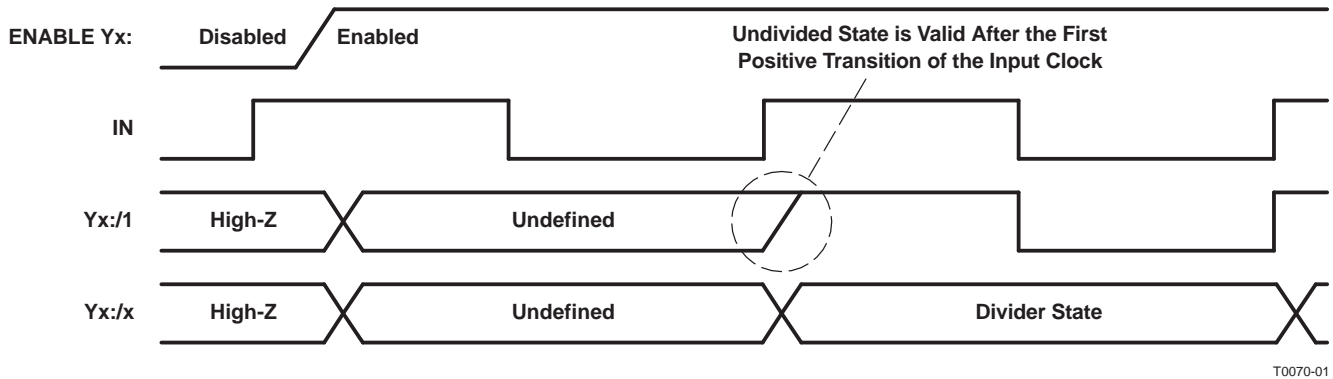 ENABLE Yx: Disabled Enabled
Undivided State is Valid After the First
Positive Transition of the Input Clock
IN
Yx:/1 High-Z Undefined
Yx:/x High-Z Undefined Divider State
T0070-01